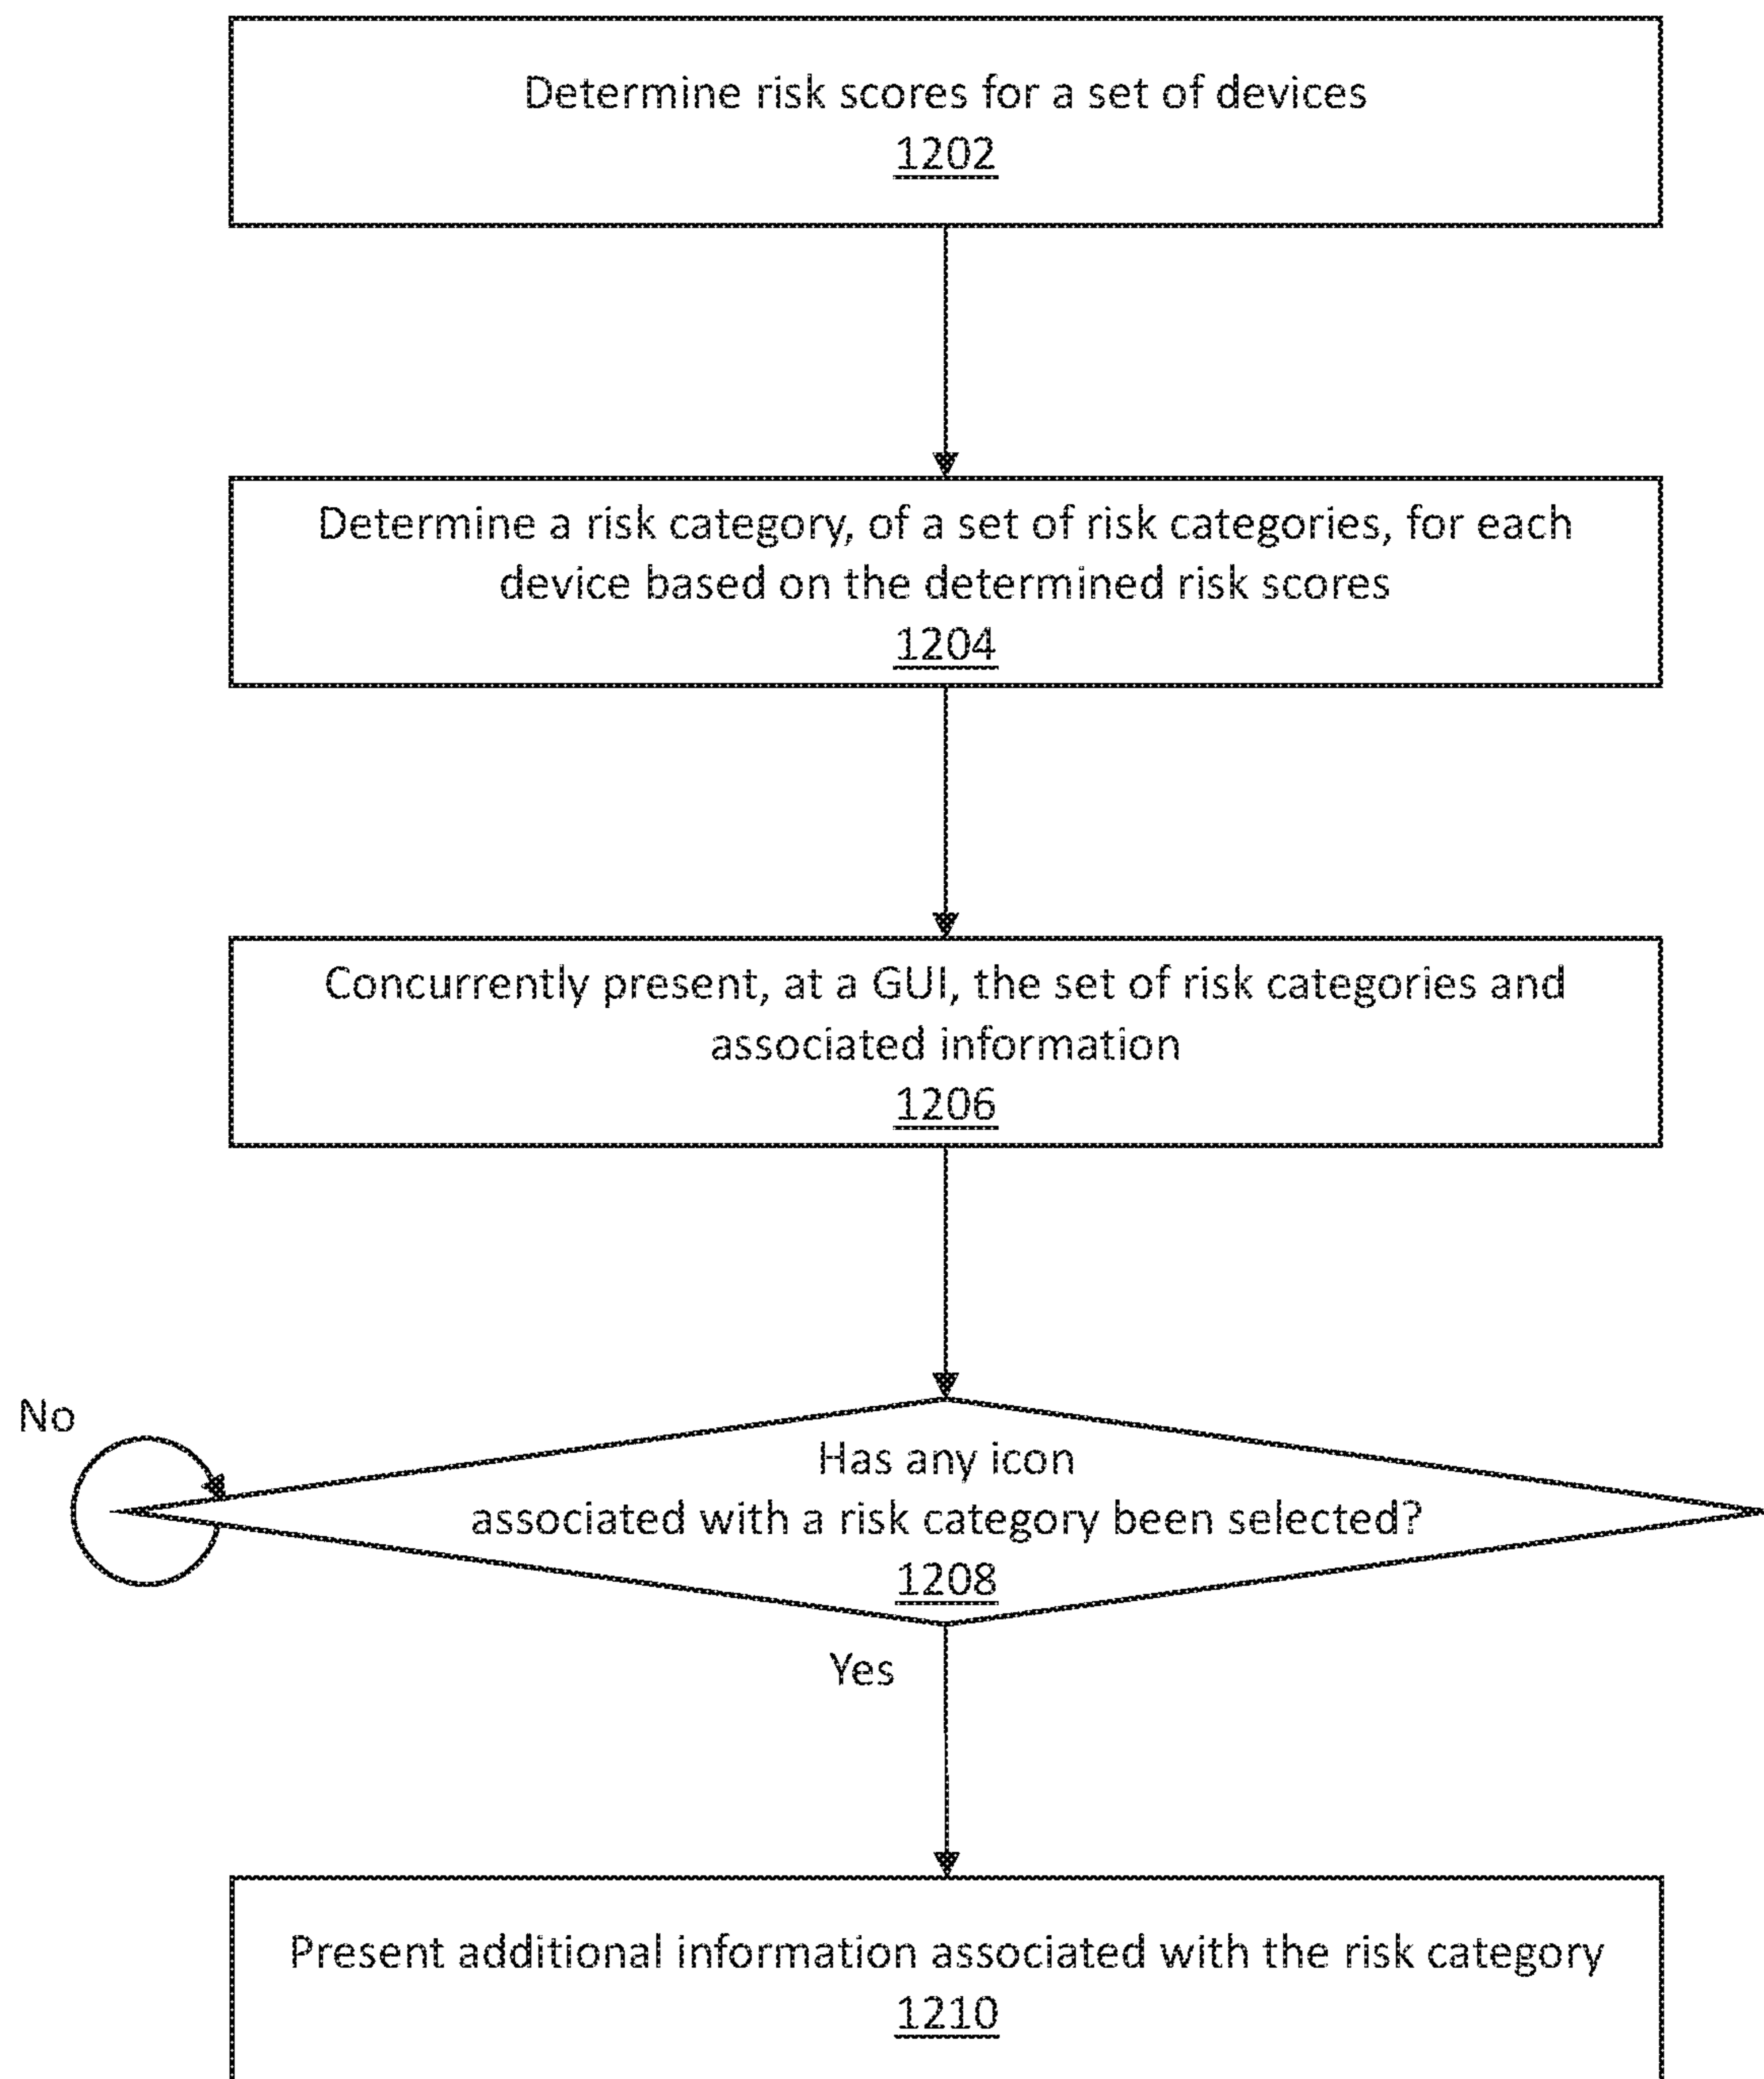 Determine risk scores for a set of devices
1202
Determine a risk category, of a set of risk categories, for each
device based on the determined risk scores
1204
Concurrently present, at a GUI, the set of risk categories and
associated information
1206
No
Has any icon
associated with a risk category been selected?
1208
Yes
Present additional information associated with the risk category
1210